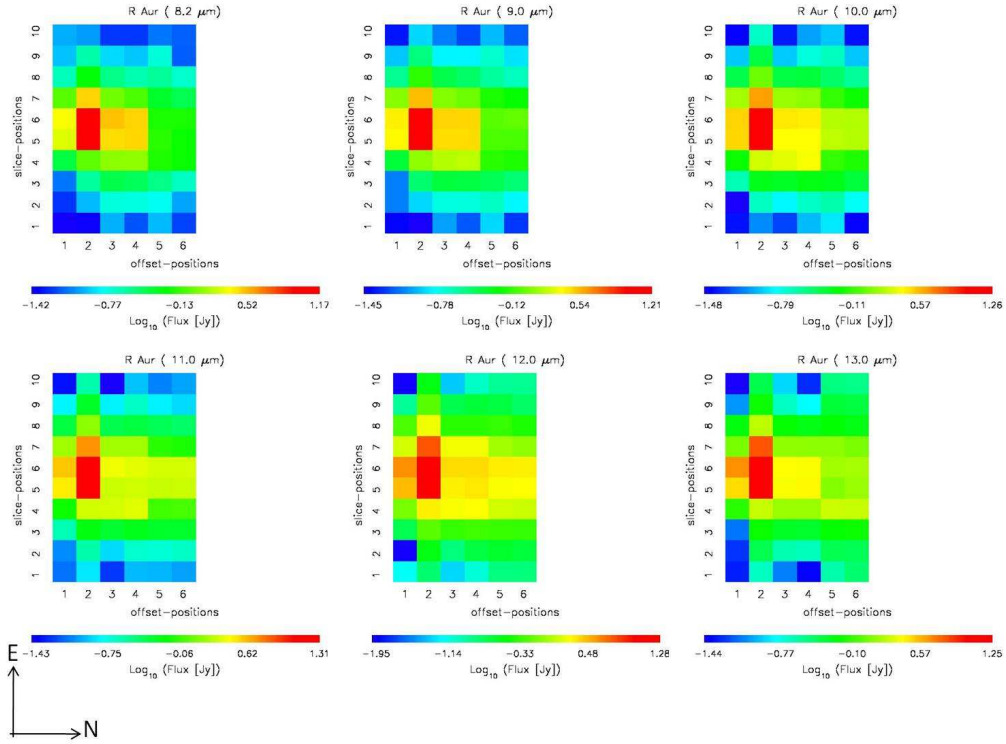 R Aur ( 8.2 μm)
R Aur ( 9.0 μm)
R Aur ( 10.0 μm)
slice-positions
10
9
8
7
6
5
4
3
2
1
slice-positions
10
9
8
7
6
5
4
3
2
1
slice-positions
10
9
8
7
6
5
4
3
2
1
1 2 3 4 5 6
1 2 3 4 5 6
1 2 3 4 5 6
offset-positions
offset-positions
offset-positions
-1.42 -0.77 -0.13 0.52 1.17
-1.45 -0.78 -0.12 0.54 1.21
-1.48 -0.79 -0.11 0.57 1.26
Log10 (Flux [Jy])
Log10 (Flux [Jy])
Log10 (Flux [Jy])
R Aur ( 11.0 μm)
R Aur ( 12.0 μm)
R Aur ( 13.0 μm)
slice-positions
10
9
8
7
6
5
4
3
2
1
slice-positions
10
9
8
7
6
5
4
3
2
1
slice-positions
10
9
8
7
6
5
4
3
2
1
1 2 3 4 5 6
1 2 3 4 5 6
1 2 3 4 5 6
offset-positions
offset-positions
offset-positions
-1.43 -0.75 -0.06 0.62 1.31
-1.95 -1.14 -0.33 0.48 1.28
-1.44 -0.77 -0.10 0.57 1.25
Log10 (Flux [Jy])
Log10 (Flux [Jy])
Log10 (Flux [Jy])
E
N